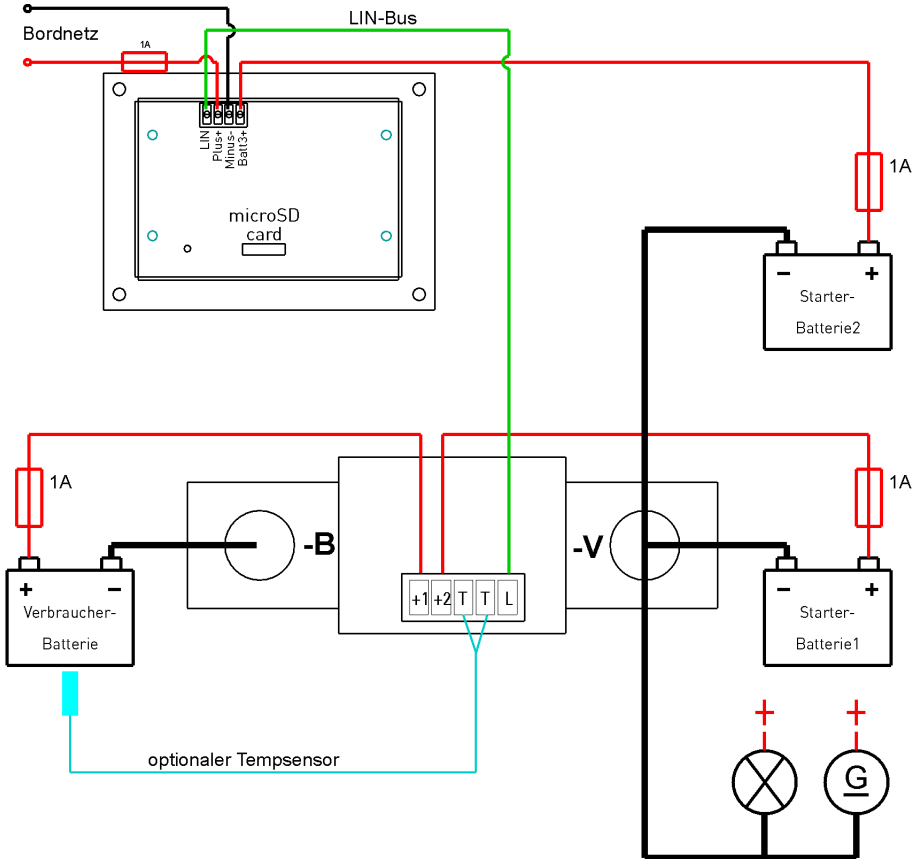 LIN-Bus
Bordnetz
1A
LIN
Plus+
Minus-
Batt3+
microSD
card
1A
- +
Starter-
Batterie2
1A
-B
-V
1A
+1 +2 T T L
+ -
Verbraucher-
Batterie
- +
Starter-
Batterie1
optionaler Tempsensor
+ +
G